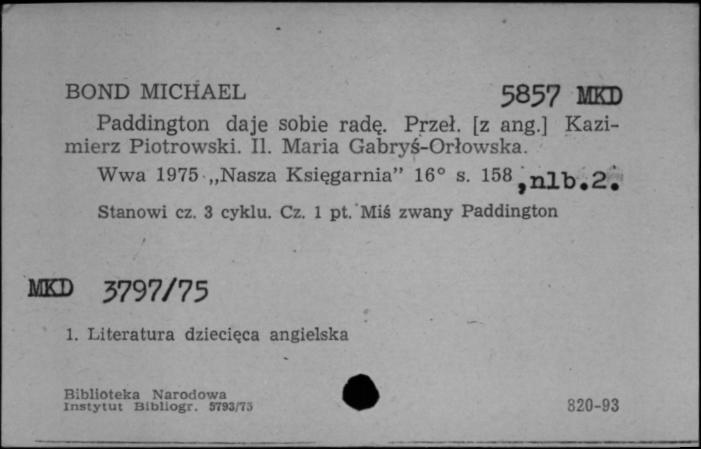 BOND MICHAEL 5857 MKD
Paddington daje sobie radę. Przeł. [z ang.] Kazi-
mierz Piotrowski. Il. Maria Gabryś-Orłowska.
Wwa 1975 „Nasza Księgarnia” 16° s. 158, nlb.2.
Stanowi cz. 3 cyklu. Cz. 1 pt. Miś zwany Paddington
MKD 3797/75
1. Literatura dziecięca angielska
Biblioteka Narodowa
Instytut Bibliogr. 5793/75 820-93